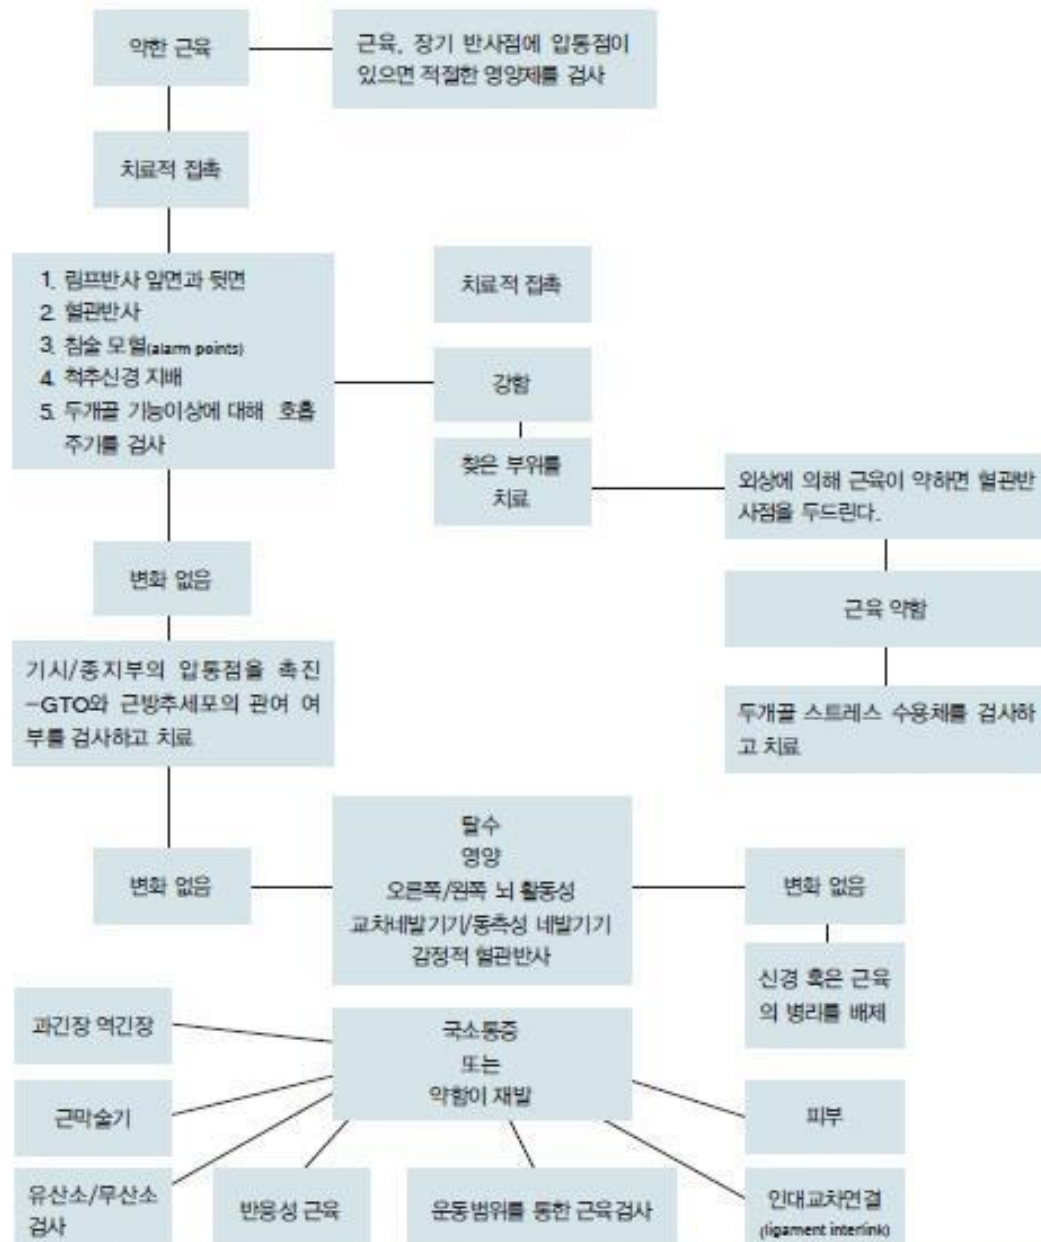 약한 근육
근육, 장기 반사점에 압통점이
있으면 적절한 영양제를 검사
치료적 접촉
1. 림프반사 앞면과 뒷면
2. 혈관반사
3. 침술 모혈(alarm points)
4. 척추신경 지배
5. 두개골 기능이상에 대해 호흡
주기를 검사
치료적 접촉
강함
찾은 부위를
치료
외상에 의해 근육이 약하면 혈관반
사점을 두드린다.
근육 약함
두개골 스트레스 수용체를 검사하
고 치료
변화 없음
기시/종지부의 압통점을 촉진
-GTO와 근방추세포의 관여 여
부를 검사하고 치료
변화 없음
탈수
영양
오른쪽/왼쪽 뇌 활동성
교차네발기기/동측성 네발기기
감정적 혈관반사
변화 없음
신경 혹은 근육
의 병리를 배제
국소통증
또는
약함이 재발
과긴장 역긴장
근막술기
유산소/무산소
검사
반응성 근육
운동범위를 통한 근육검사
피부
인대교차연결
(ligament interlink)